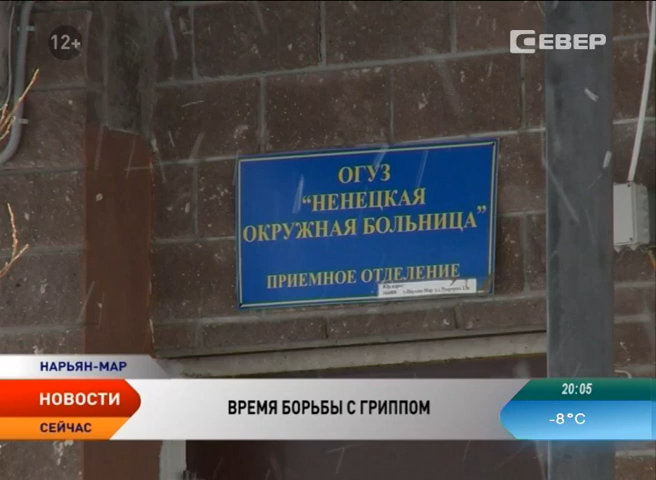 12+
СЕВЕР
ОГУЗ
"НЕНЕЦКАЯ
ОКРУЖНАЯ БОЛЬНИЦА"
ПРИЕМНОЕ ОТДЕЛЕНИЕ
НАРЬЯН-МАР
НОВОСТИ
СЕЙЧАС
ВРЕМЯ БОРЬБЫ С ГРИППОМ
20:05
-8°C